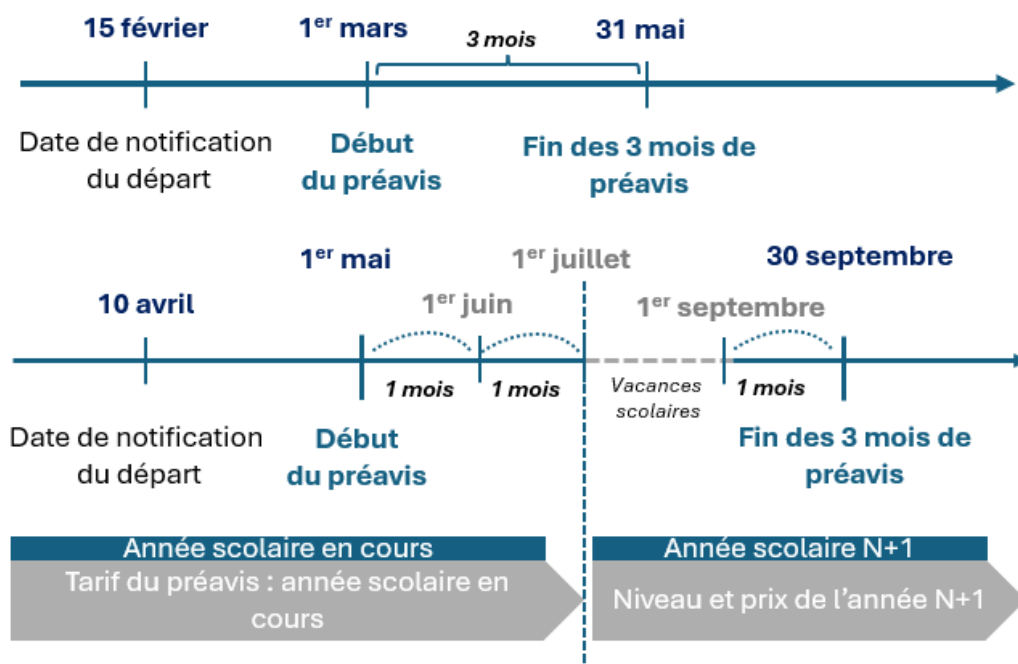 15 février
1er mars
3 mois
31 mai
Date de notification
du départ
Début
du préavis
Fin des 3 mois de
préavis
1er mai
1er juillet
30 septembre
10 avril
1er juin
1er septembre
1 mois
1 mois
Vacances
scolaires
1 mois
Date de notification
du départ
Début
du préavis
Fin des 3 mois de
préavis
Année scolaire en cours
Année scolaire N+1
Tarif du préavis : année scolaire en
cours
Niveau et prix de l'année N+1